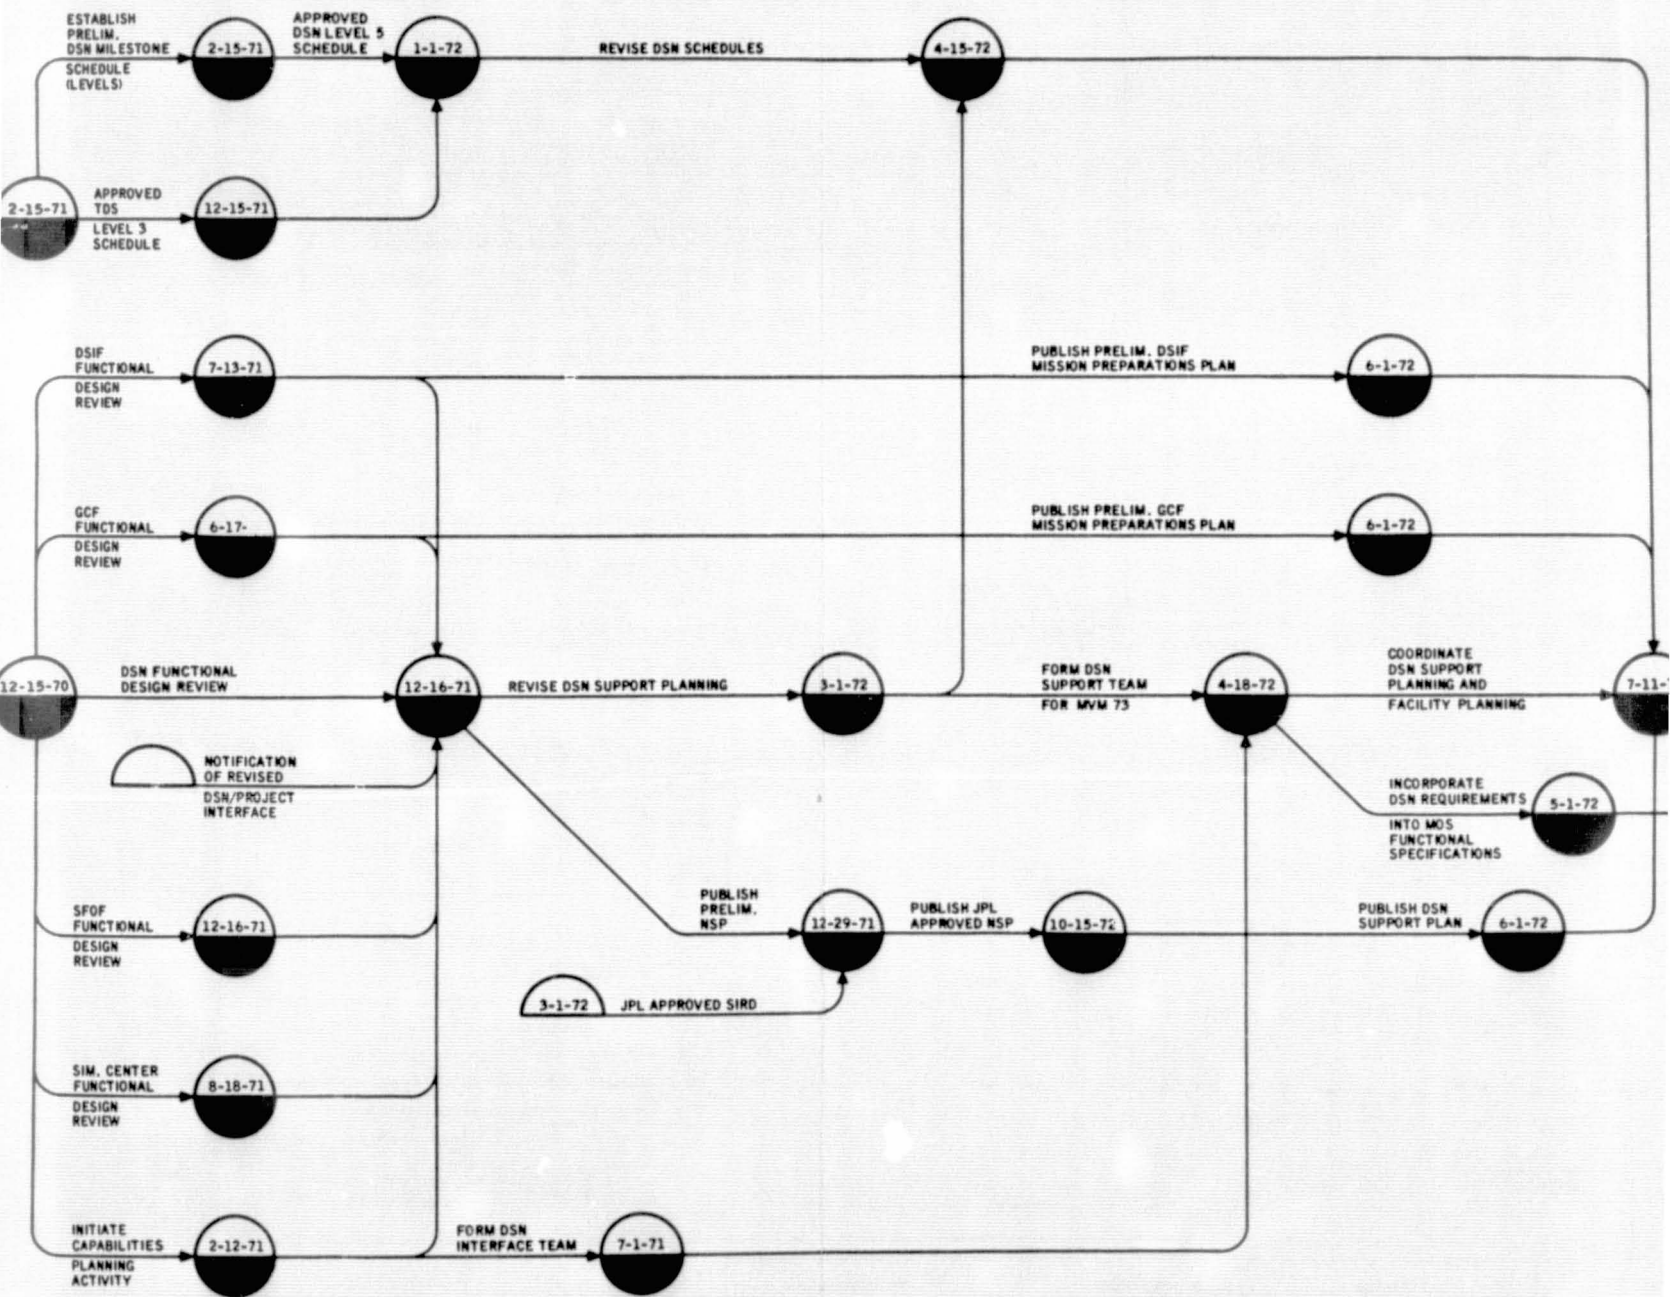 ESTABLISH
PRELIM.
DSN MILESTONE
SCHEDULE
(LEVELS)
2-15-71
APPROVED
DSN LEVEL 5
SCHEDULE
1-1-72
REVISE DSN SCHEDULES
4-15-72
2-15-71
APPROVED
TDS
LEVEL 3
SCHEDULE
12-15-71
DSIF
FUNCTIONAL
DESIGN
REVIEW
7-13-71
PUBLISH PRELIM. DSIF
MISSION PREPARATIONS PLAN
6-1-72
GCF
FUNCTIONAL
DESIGN
REVIEW
6-17-
PUBLISH PRELIM. GCF
MISSION PREPARATIONS PLAN
6-1-72
12-15-70
DSN FUNCTIONAL
DESIGN REVIEW
12-16-71
REVISE DSN SUPPORT PLANNING
3-1-72
FORM DSN
SUPPORT TEAM
FOR MVM 73
4-18-72
COORDINATE
DSN SUPPORT
PLANNING AND
FACILITY PLANNING
7-11-
NOTIFICATION
OF REVISED
DSN/PROJECT
INTERFACE
INCORPORATE
DSN REQUIREMENTS
INTO MOS
FUNCTIONAL
SPECIFICATIONS
5-1-72
SFOF
FUNCTIONAL
DESIGN
REVIEW
12-16-71
PUBLISH
PRELIM.
NSP
12-29-71
PUBLISH JPL
APPROVED NSP
10-15-72
PUBLISH DSN
SUPPORT PLAN
6-1-72
3-1-72
JPL APPROVED SIRD
SIM. CENTER
FUNCTIONAL
DESIGN
REVIEW
8-18-71
INITIATE
CAPABILITIES
PLANNING
ACTIVITY
2-12-71
FORM DSN
INTERFACE TEAM
7-1-71